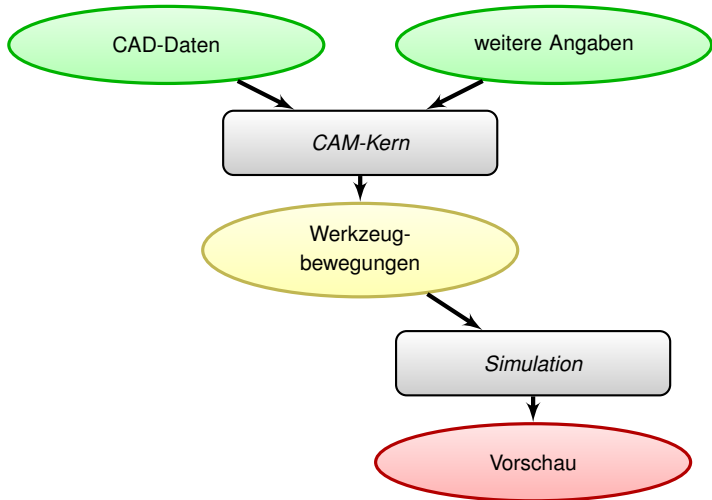 CAD-Daten
weitere Angaben
CAM-Kern
Werkzeug-
bewegungen
Simulation
Vorschau